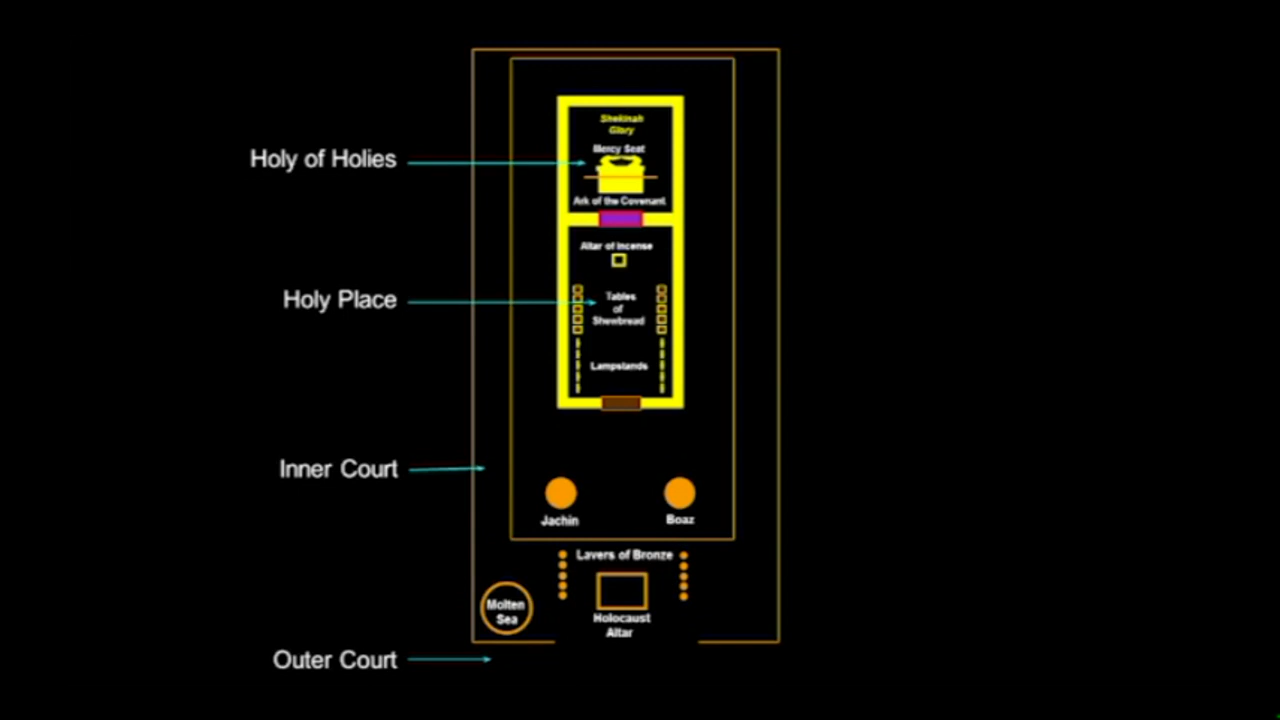 Shekinah
Glory
Mercy Seat
Holy of Holies
Ark of the Covenant
Altar of Incense
Holy Place
Tables
of
Shewbread
Lampstands
Inner Court
Jachin
Boaz
Lavers of Bronze
Molten
Sea
Holocaust
Altar
Outer Court